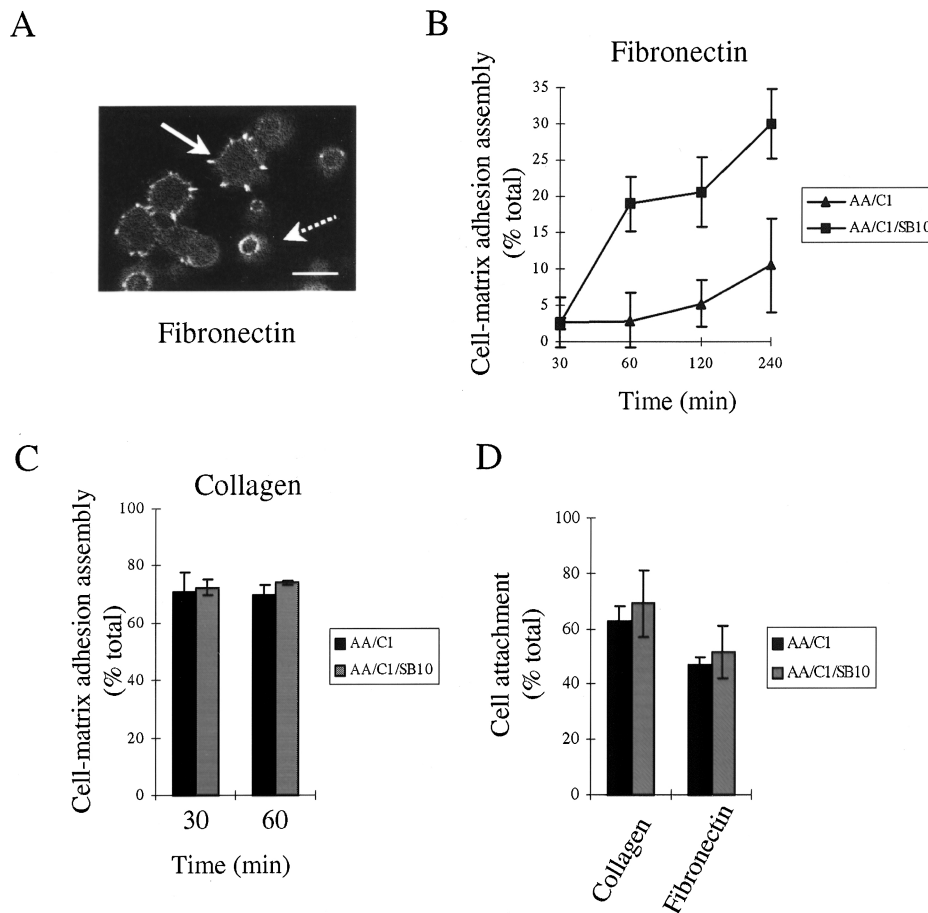 A
Fibronectin
B
Fibronectin
Cell-matrix adhesion assembly
(% total)
35
30
25
20
15
10
5
0
30 60 120 240
Time (min)
AA/C1
AA/C1/SB10
C
Collagen
Cell-matrix adhesion assembly
(% total)
100
80
60
40
20
0
30 60
Time (min)
AA/C1
AA/C1/SB10
D
Cell attachment
(% total)
100
80
60
40
20
0
Collagen
Fibronectin
AA/C1
AA/C1/SB10